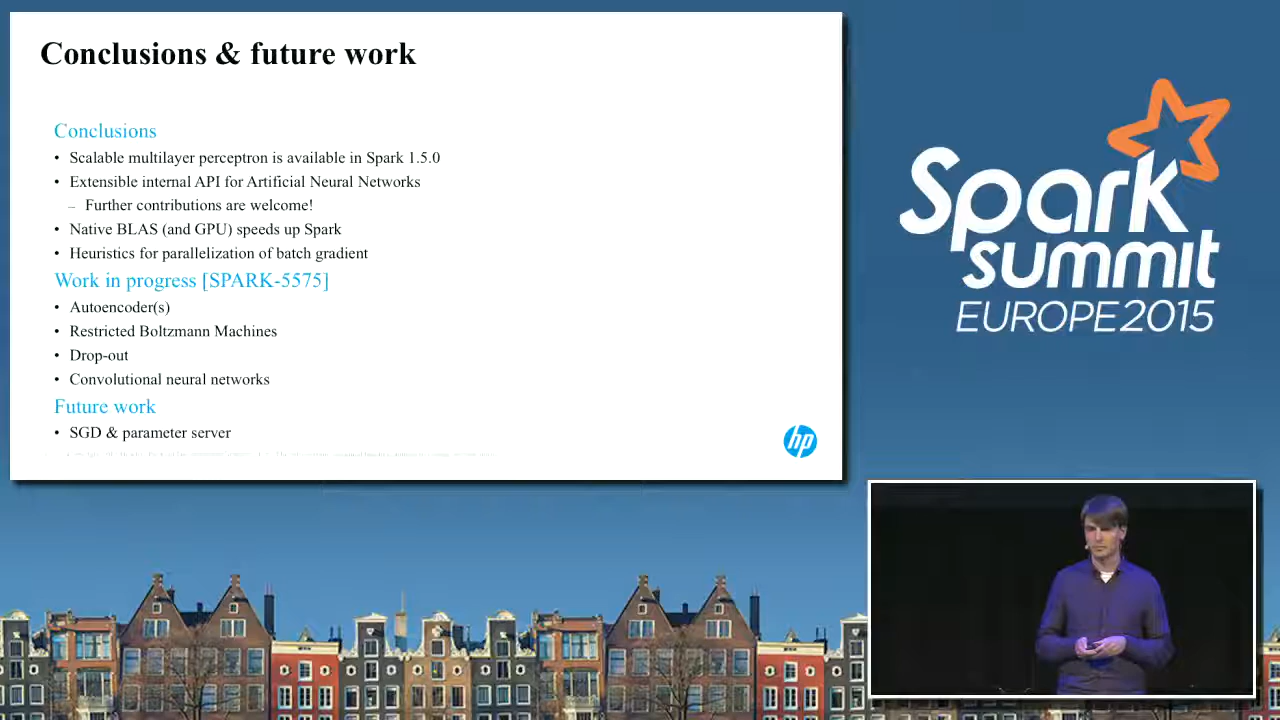 Conclusions & future work
Conclusions
• Scalable multilayer perceptron is available in Spark 1.5.0
• Extensible internal API for Artificial Neural Networks
– Further contributions are welcome!
• Native BLAS (and GPU) speeds up Spark
• Heuristics for parallelization of batch gradient
Work in progress [SPARK-5575]
• Autoencoder(s)
• Restricted Boltzmann Machines
• Drop-out
• Convolutional neural networks
Future work
• SGD & parameter server
hp
Spark
summit
EUROPE 2015